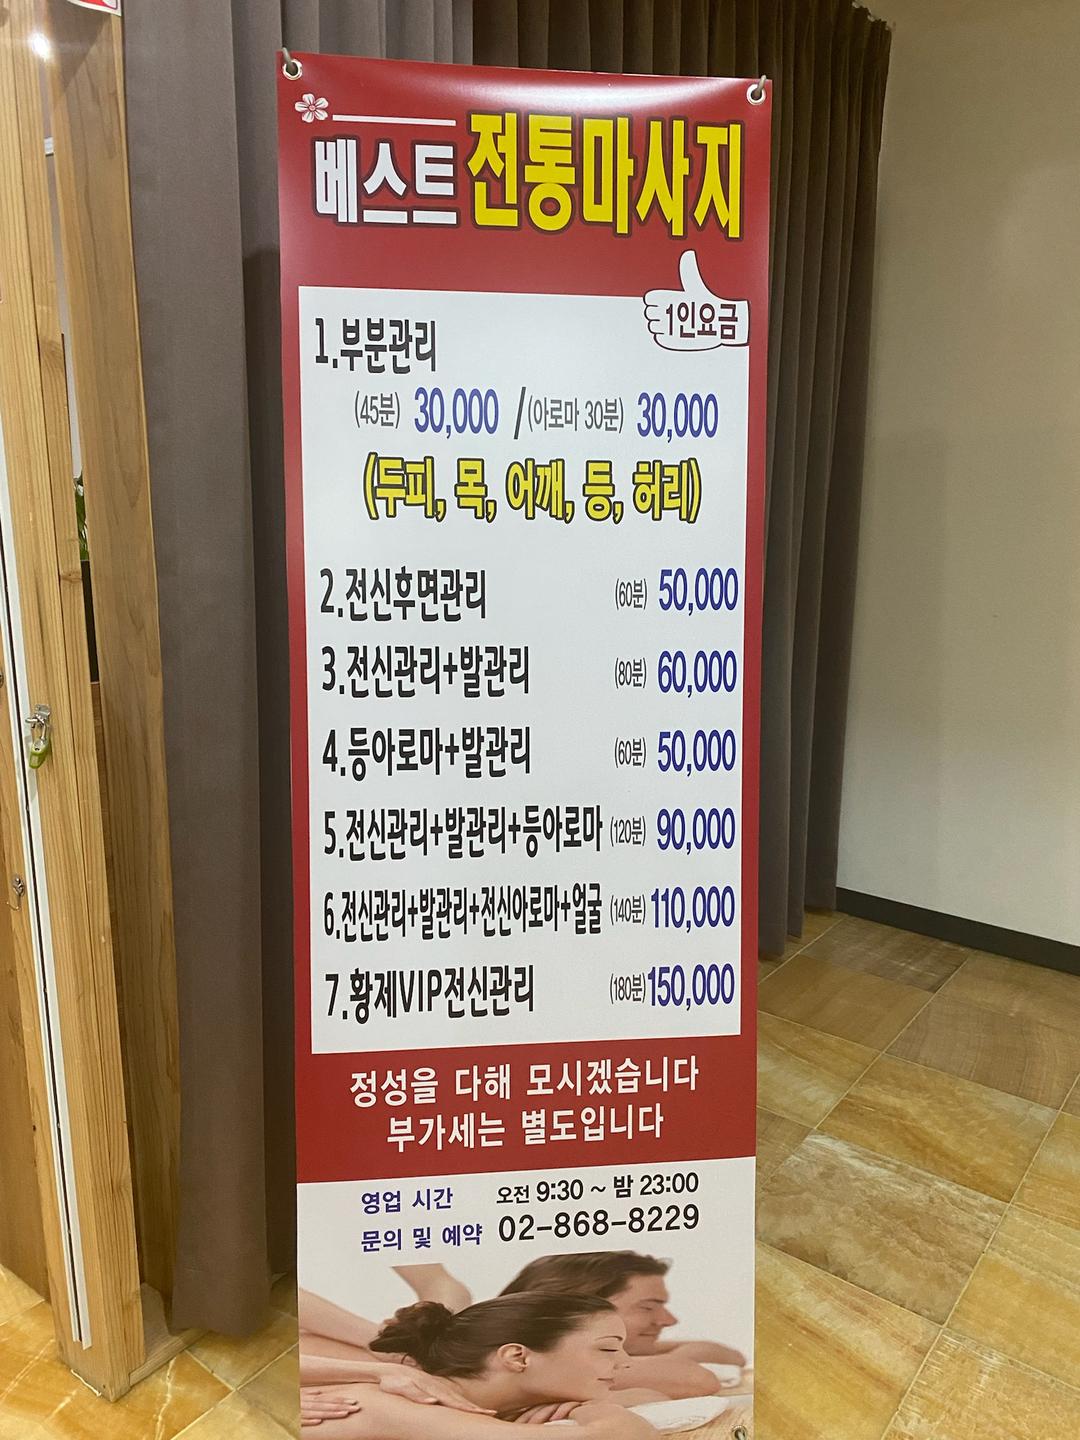 베스트 전통마사지
1인요금
1.부분관리
(45분) 30,000 /(아로마 30분) 30,000
(두피, 목, 어깨, 등, 허리)
2.전신후면관리 (60분) 50,000
3.전신관리+발관리 (80분) 60,000
4.등아로마+발관리 (60분) 50,000
5.전신관리+발관리+등아로마 (120분) 90,000
6.전신관리+발관리+전신아로마+얼굴 (140분) 110,000
7.황제VIP전신관리 (180분) 150,000
정성을 다해 모시겠습니다
부가세는 별도입니다
영업 시간 오전 9:30 ~ 밤 23:00
문의 및 예약 02-868-8229